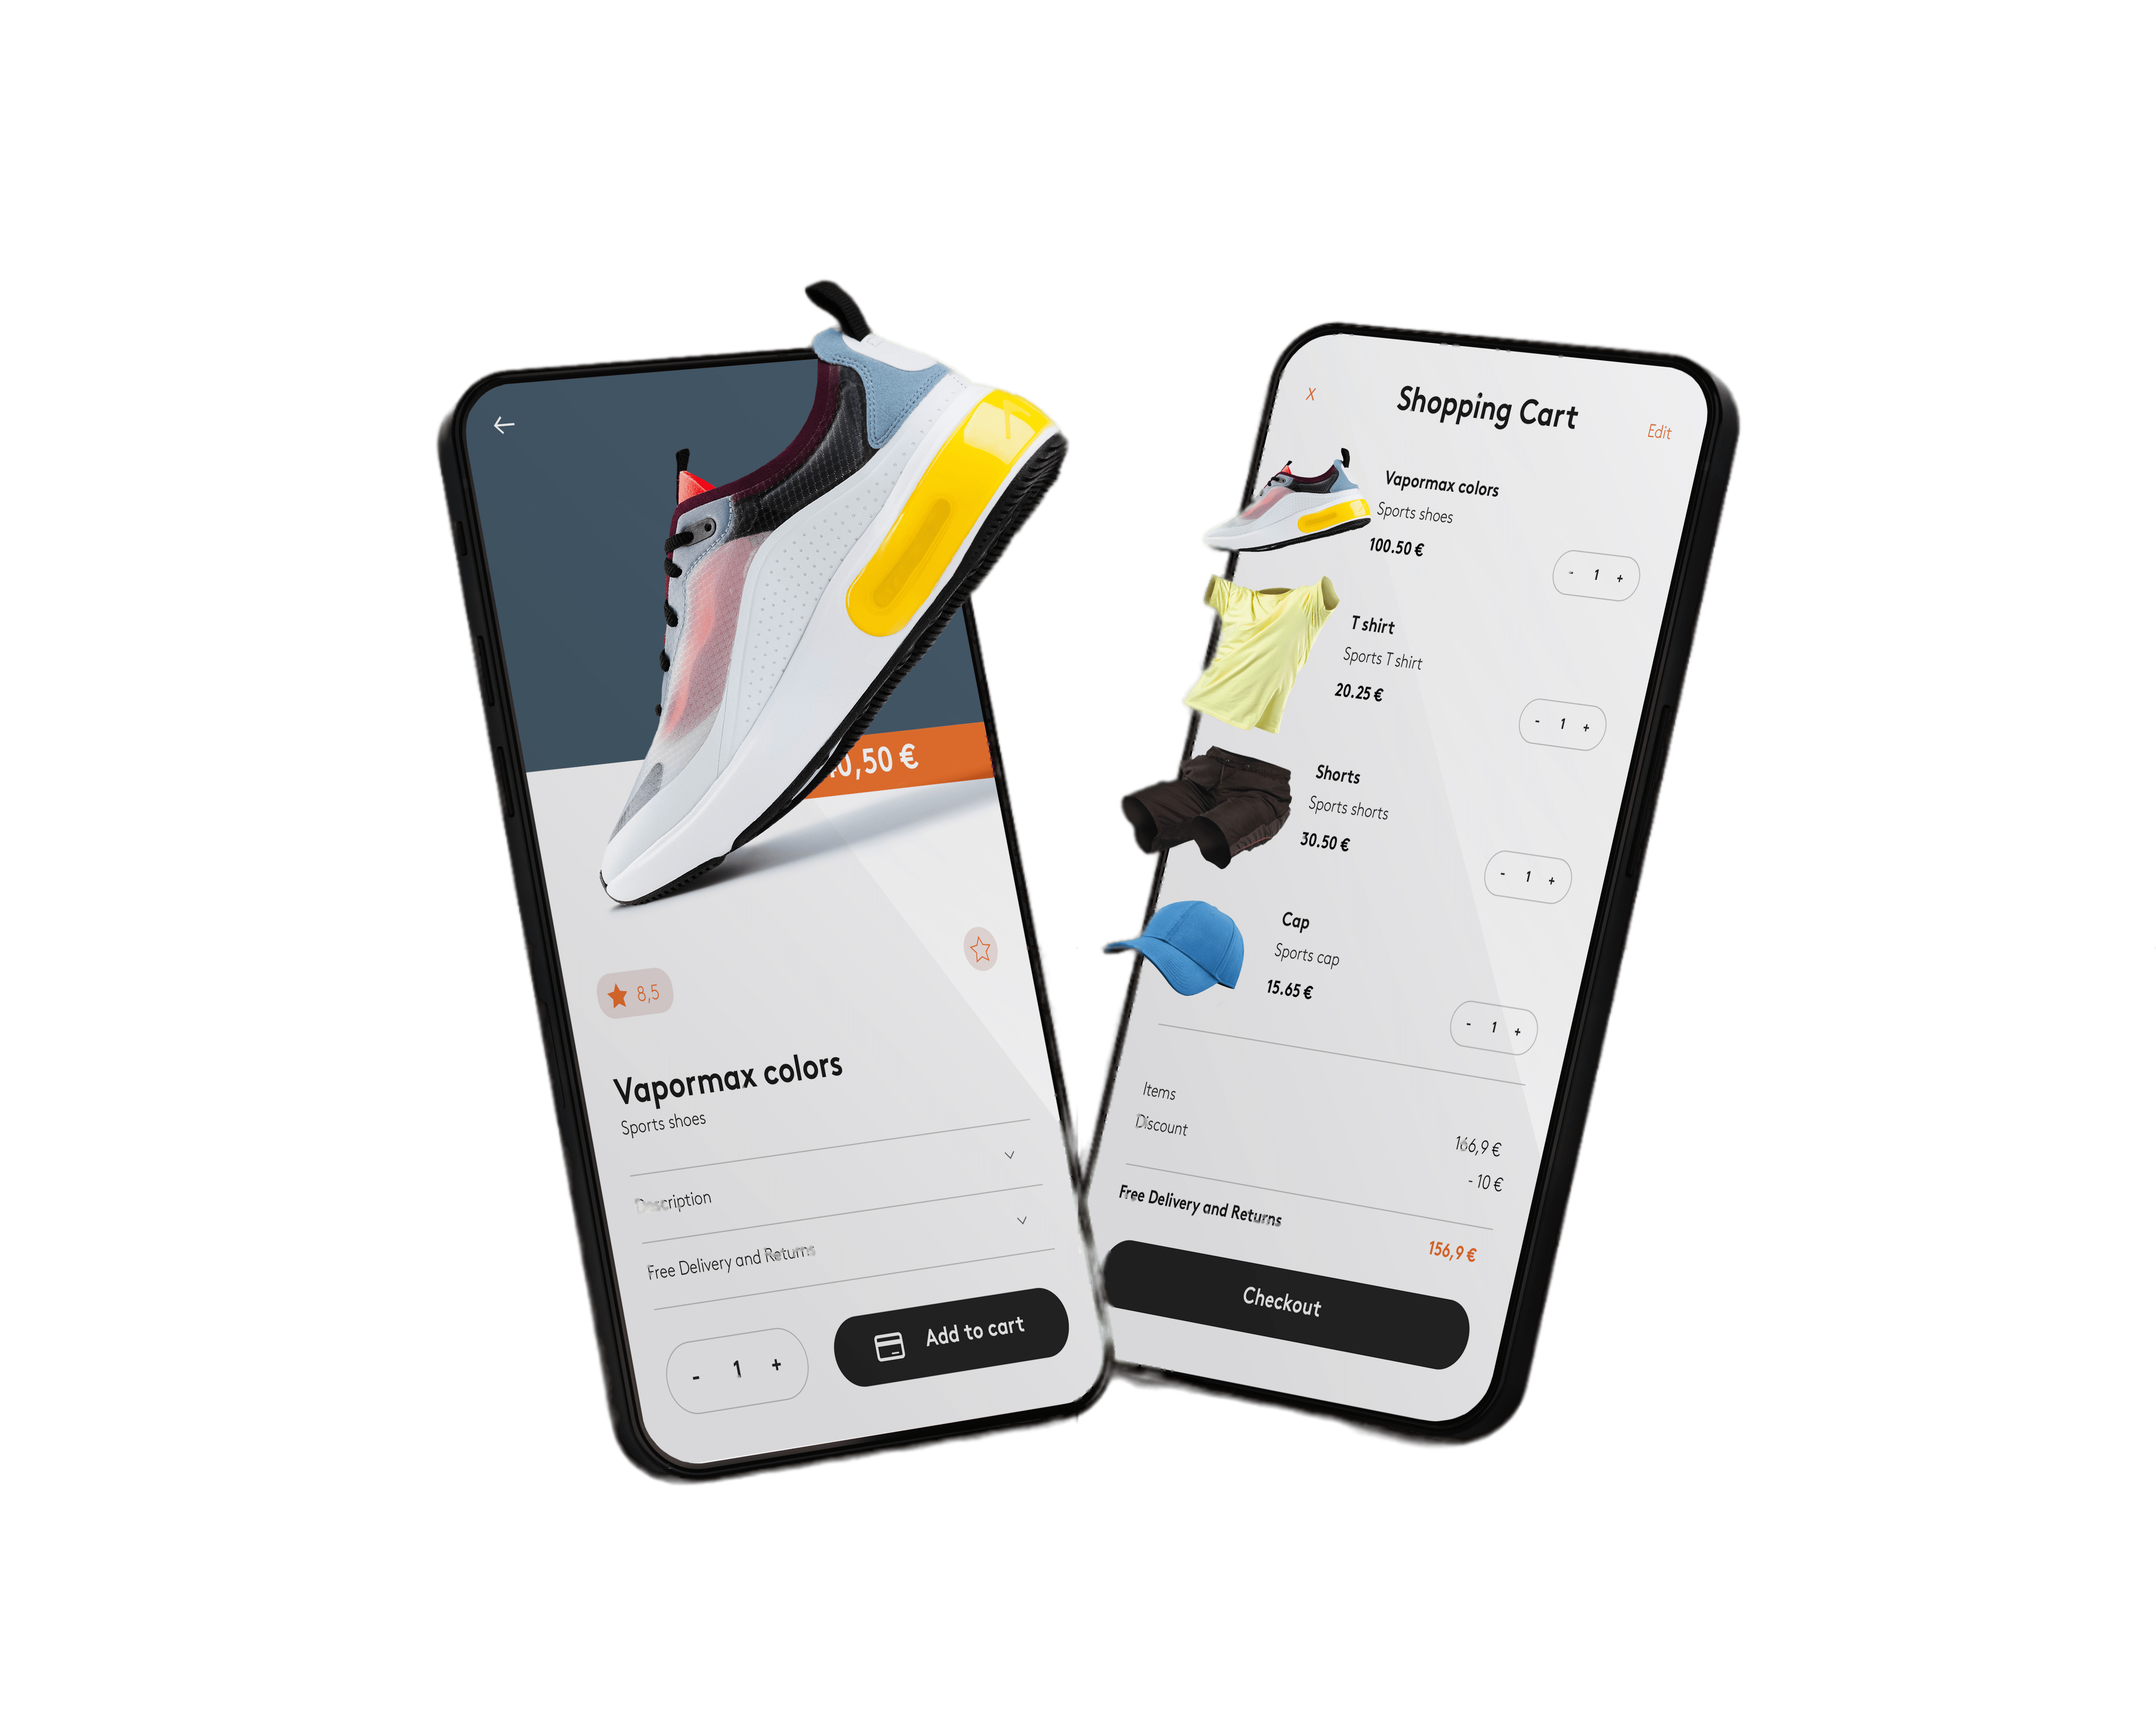 0,50 €
8,5
Vapormax colors
Sports shoes
Description
Free Delivery and Returns
- 1 +
Add to cart
X
Shopping Cart
Edit
Vapormax colors
Sports shoes
100.50 €
- 1 +
T shirt
Sports T shirt
20.25 €
- 1 +
Shorts
Sports shorts
30.50 €
- 1 +
Cap
Sports cap
15.65 €
- 1 +
Items
166,9 €
Discount
- 10 €
Free Delivery and Returns
156,9 €
Checkout